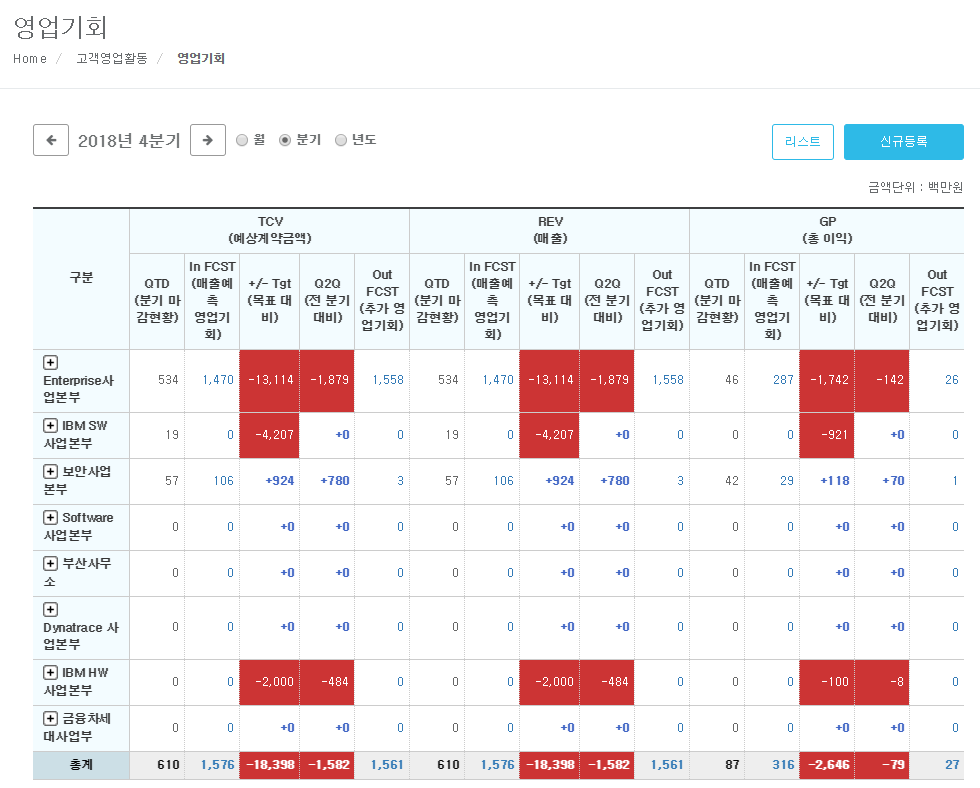 영업기회
Home / 고객영업활동 / 영업기회
2018년 4분기 월 분기 년도 리스트 신규등록
금액단위 : 백만원
구분 TCV (예상계약금액) REV (매출) GP (총 이익)
QTD (분기 마감현황) In FCST (매출예측 영업기회) +/- Tgt (목표 대비) Q2Q (전 분기 대비) Out FCST (추가 영업기회) QTD (분기 마감현황) In FCST (매출예측 영업기회) +/- Tgt (목표 대비) Q2Q (전 분기 대비) Out FCST (추가 영업기회) QTD (분기 마감현황) In FCST (매출예측 영업기회) +/- Tgt (목표 대비) Q2Q (전 분기 대비) Out FCST (추가 영업기회)
Enterprise사업본부 534 1,470 -13,114 -1,879 1,558 534 1,470 -13,114 -1,879 1,558 46 287 -1,742 -142 26
IBM SW 사업본부 19 0 -4,207 +0 0 19 0 -4,207 +0 0 0 0 -921 +0 0
보안사업본부 57 106 +924 +780 3 57 106 +924 +780 3 42 29 +118 +70 1
Software 사업본부 0 0 +0 +0 0 0 0 +0 +0 0 0 0 +0 +0 0
부산사무소 0 0 +0 +0 0 0 0 +0 +0 0 0 0 +0 +0 0
Dynatrace 사업본부 0 0 +0 +0 0 0 0 +0 +0 0 0 0 +0 +0 0
IBM HW 사업본부 0 0 -2,000 -484 0 0 0 -2,000 -484 0 0 0 -100 -8 0
금융차세대사업부 0 0 +0 +0 0 0 0 +0 +0 0 0 0 +0 +0 0
총계 610 1,576 -18,398 -1,582 1,561 610 1,576 -18,398 -1,582 1,561 87 316 -2,646 -79 27